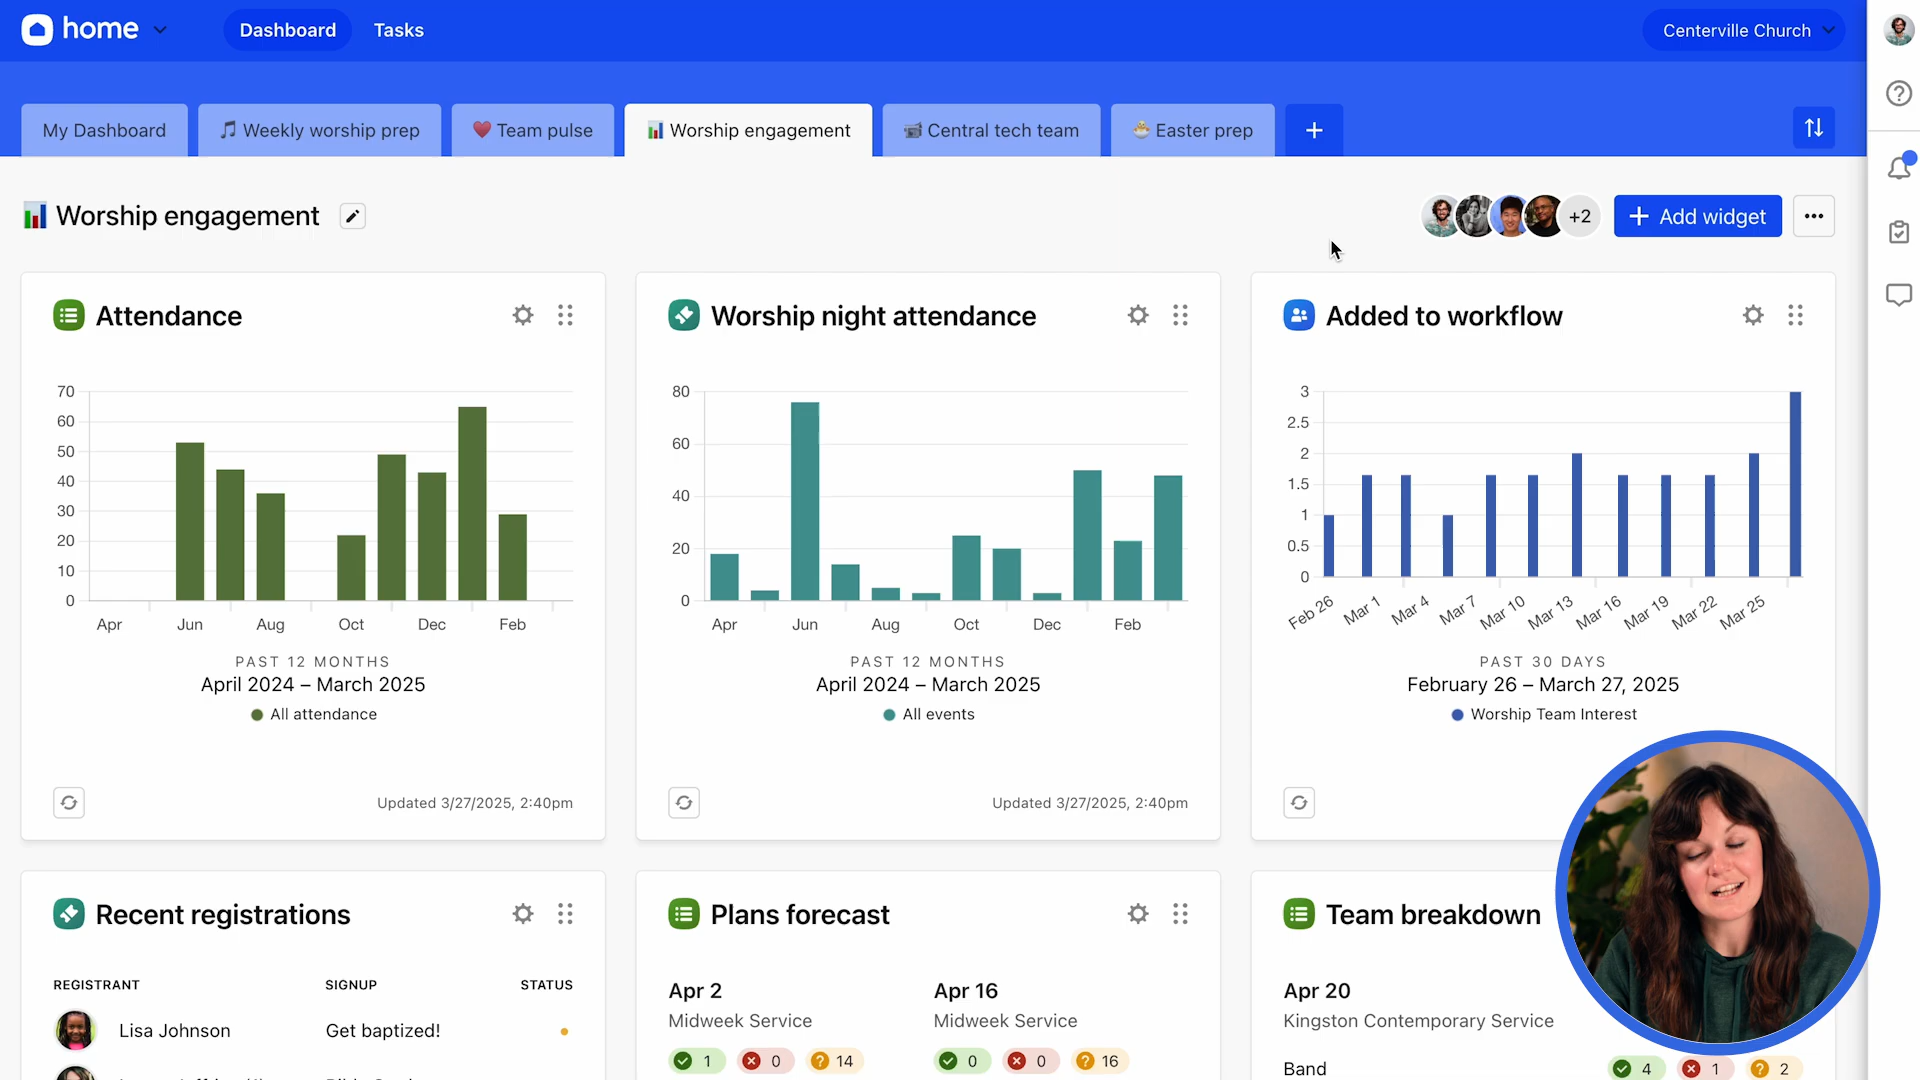 home
Dashboard
Tasks
Centerville Church
My Dashboard
Weekly worship prep
Team pulse
Worship engagement
Central tech team
Easter prep
Worship engagement
+2
Add widget
Attendance
70
60
50
40
30
20
10
0
Apr
Jun
Aug
Oct
Dec
Feb
PAST 12 MONTHS
April 2024 – March 2025
All attendance
Updated 3/27/2025, 2:40pm
Worship night attendance
80
60
40
20
0
Apr
Jun
Aug
Oct
Dec
Feb
PAST 12 MONTHS
April 2024 – March 2025
All events
Updated 3/27/2025, 2:40pm
Added to workflow
3
2.5
2
1.5
1
0.5
0
Feb 26
Mar 1
Mar 4
Mar 7
Mar 10
Mar 13
Mar 16
Mar 19
Mar 22
Mar 25
PAST 30 DAYS
February 26 – March 27, 2025
Worship Team Interest
Recent registrations
REGISTRANT
SIGNUP
STATUS
Lisa Johnson
Get baptized!
Plans forecast
Apr 2
Midweek Service
1
0
14
Apr 16
Midweek Service
0
0
16
Team breakdown
Apr 20
Kingston Contemporary Service
Band
4
1
2